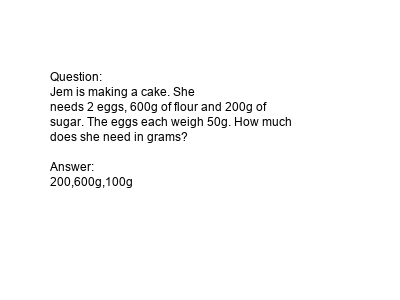 Question:
Jem is making a cake. She
needs 2 eggs, 600g of flour and 200g of
sugar. The eggs each weigh 50g. How much
does she need in grams?
Answer:
200,600g,100g